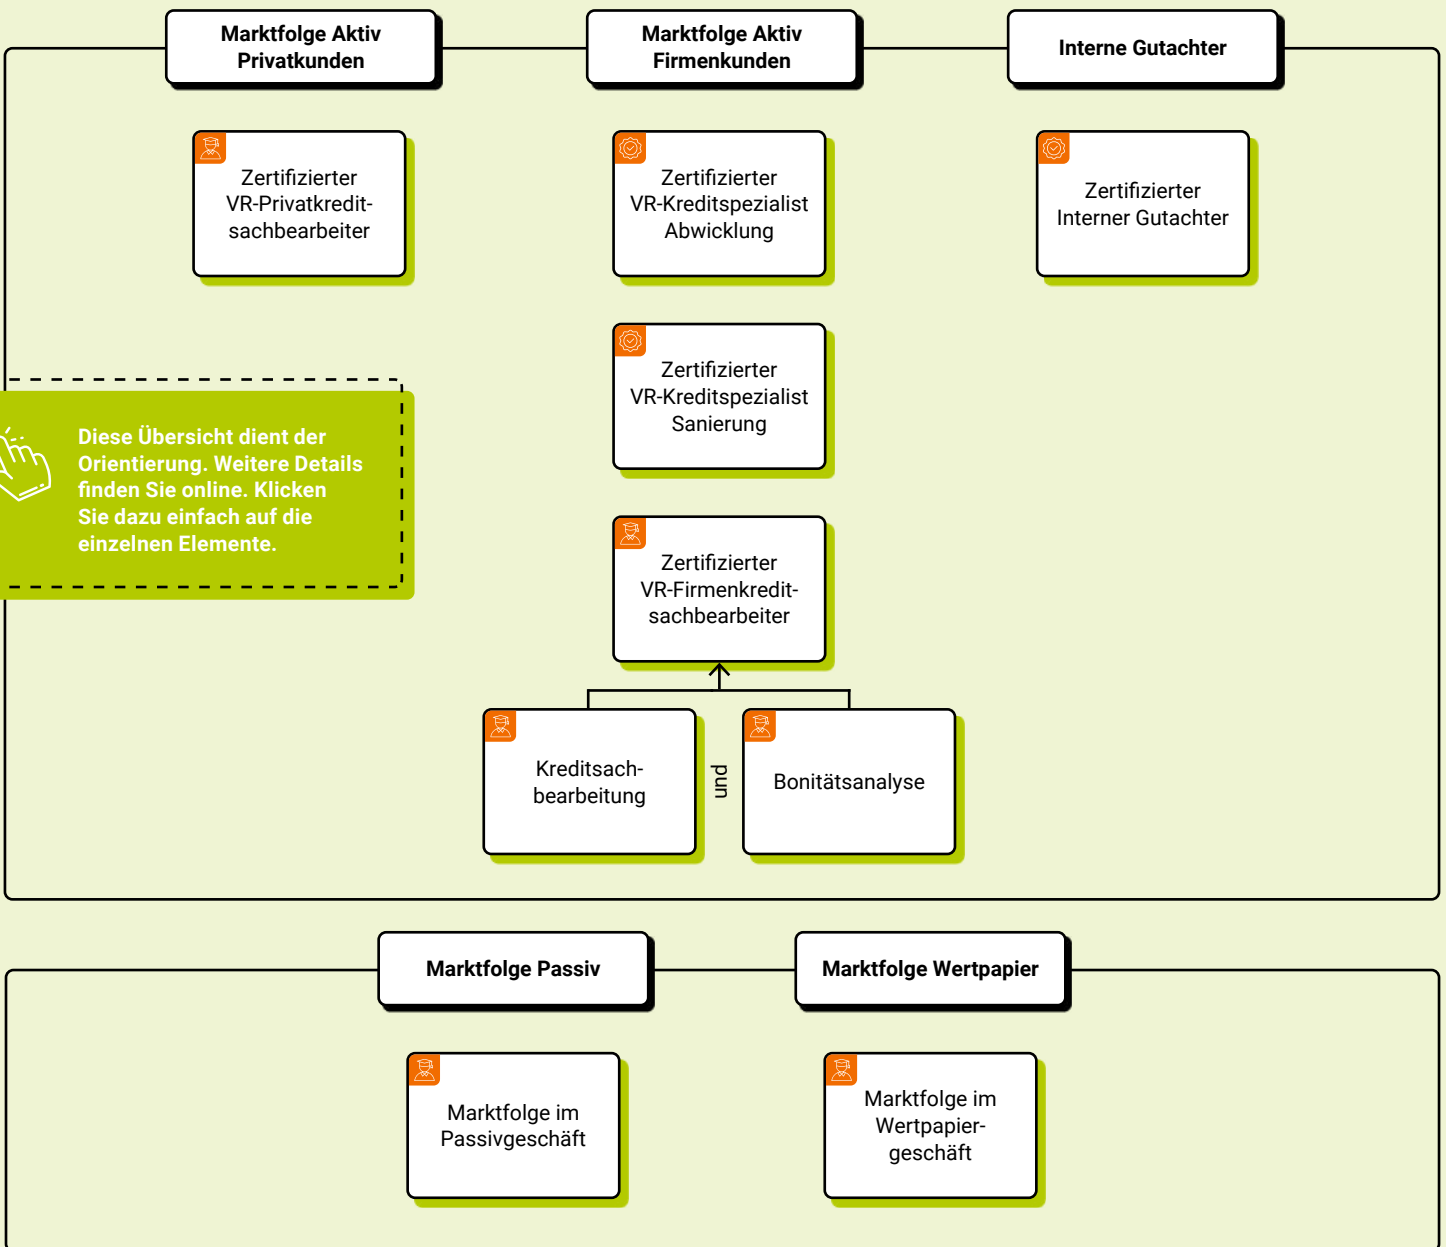 Marktfolge Aktiv
Privatkunden
Marktfolge Aktiv
Firmenkunden
Interne Gutachter
Zertifizierter
VR-Privatkredit-
sachbearbeiter
Zertifizierter
VR-Kreditspezialist
Abwicklung
Zertifizierter
Interner Gutachter
Zertifizierter
VR-Kreditspezialist
Sanierung
Diese Übersicht dient der
Orientierung. Weitere Details
finden Sie online. Klicken
Sie dazu einfach auf die
einzelnen Elemente.
Zertifizierter
VR-Firmenkredit-
sachbearbeiter
Kreditsach-
bearbeitung
und
Bonitätsanalyse
Marktfolge Passiv
Marktfolge Wertpapier
Marktfolge im
Passivgeschäft
Marktfolge im
Wertpapier-
geschäft